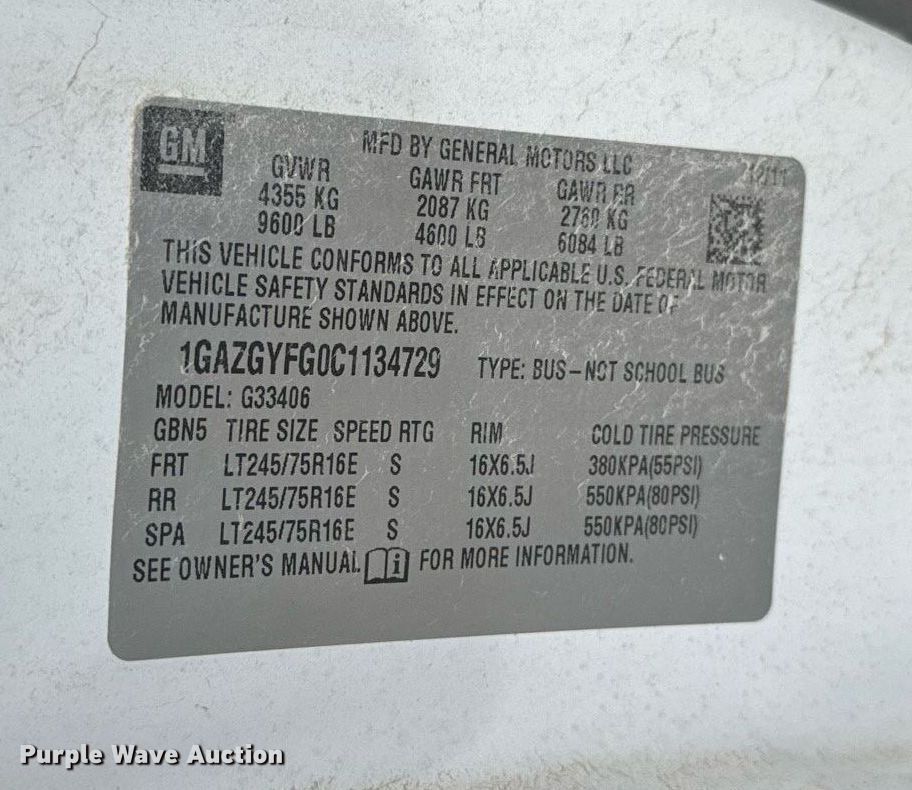 GM
MFD BY GENERAL MOTORS LLC
12/11
GVWR GAWR FRT GAWR RR
4355 KG 2087 KG 2760 KG
9600 LB 4600 LB 6084 LB
THIS VEHICLE CONFORMS TO ALL APPLICABLE U.S. FEDERAL MOTOR
VEHICLE SAFETY STANDARDS IN EFFECT ON THE DATE OF
MANUFACTURE SHOWN ABOVE.
1GAZGYFG0C1134729 TYPE: BUS-NOT SCHOOL BUS
MODEL: G33406
GBN5 TIRE SIZE SPEED RTG RIM COLD TIRE PRESSURE
FRT LT245/75R16E S 16X6.5J 380KPA(55PSI)
RR LT245/75R16E S 16X6.5J 550KPA(80PSI)
SPA LT245/75R16E S 16X6.5J 550KPA(80PSI)
SEE OWNER'S MANUAL i FOR MORE INFORMATION.
Purple Wave Auction